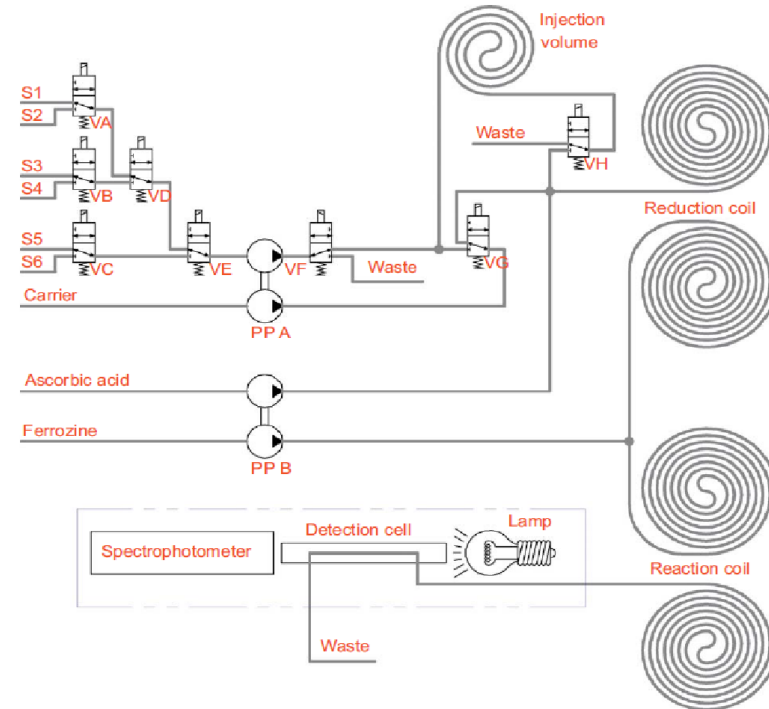 Injection
volume
S1
S2
VA
Waste
VH
S3
S4
VB
VD
Reduction coil
S5
S6
VC
VE
VF
Waste
VG
Carrier
PP A
Ascorbic acid
Ferrozine
PP B
Lamp
Detection cell
Spectrophotometer
Reaction coil
Waste